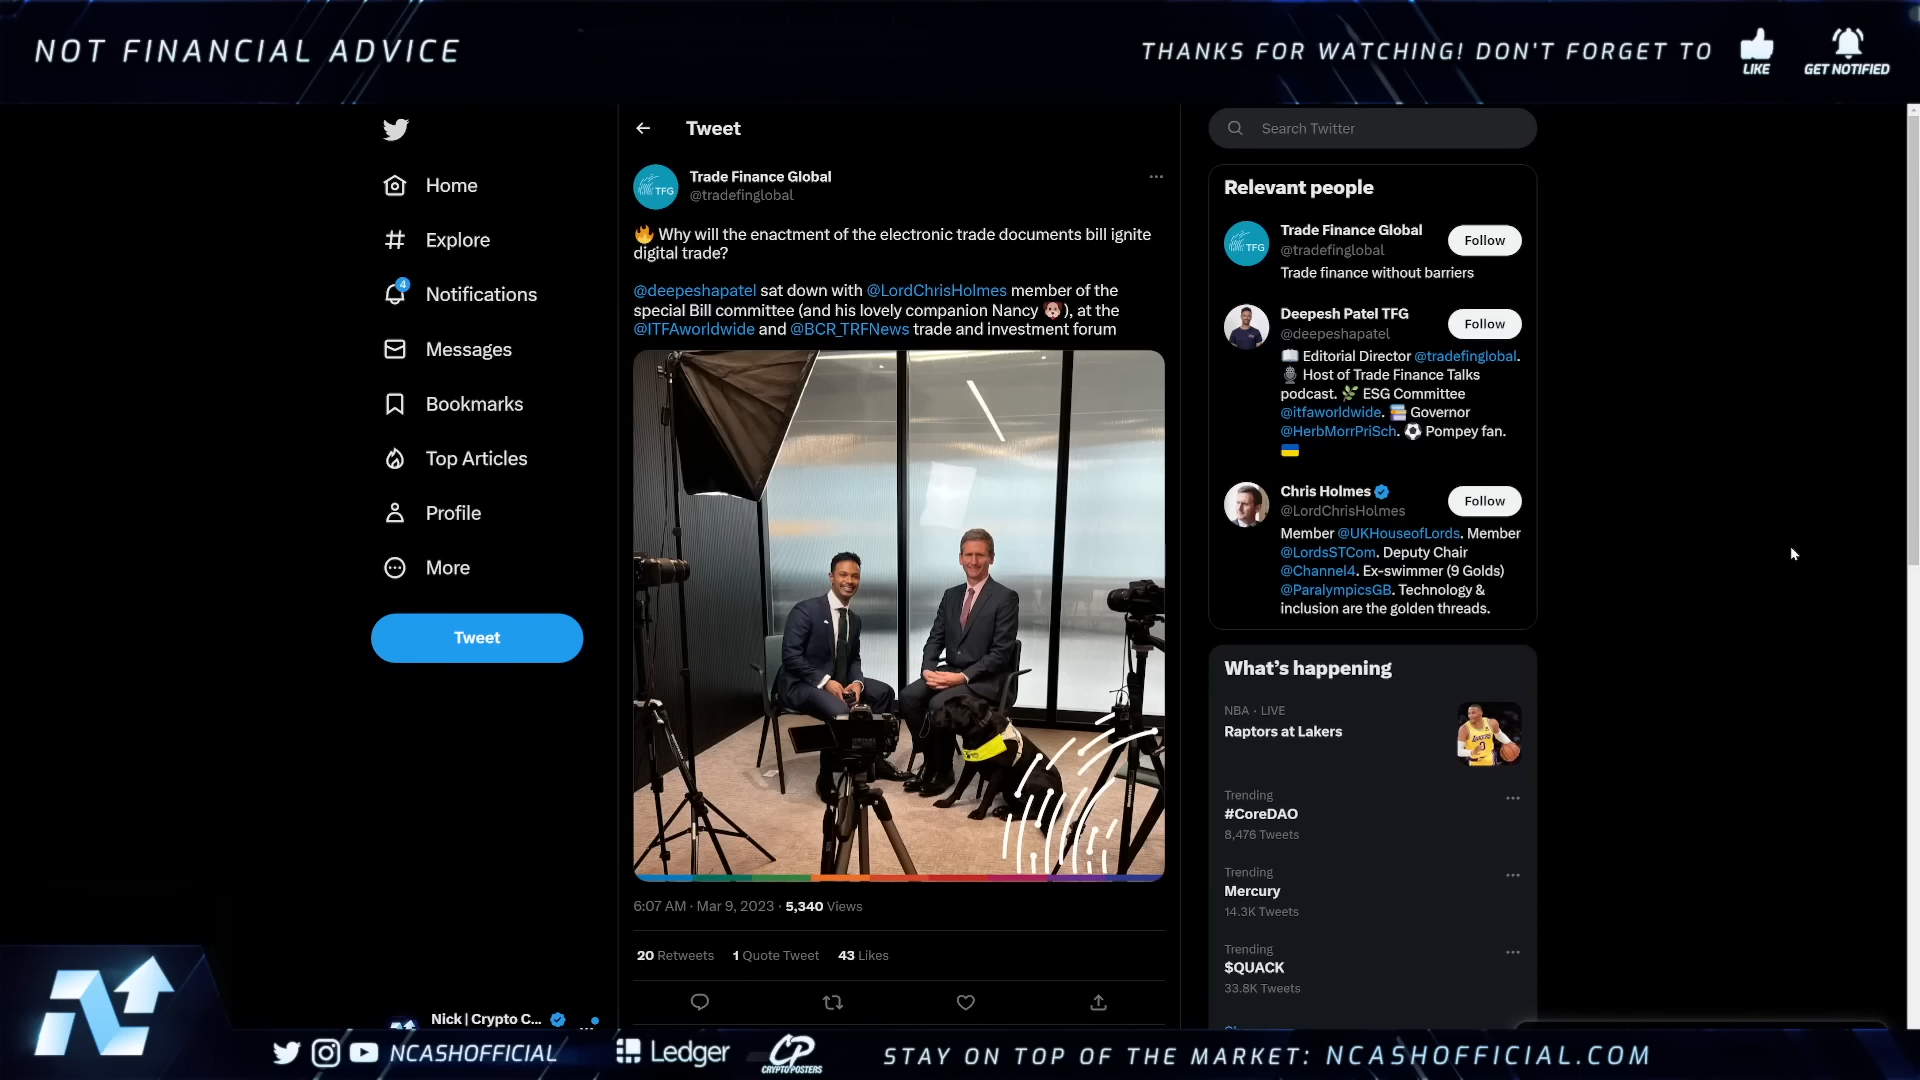 NOT FINANCIAL ADVICE
THANKS FOR WATCHING! DON'T FORGET TO
LIKE
GET NOTIFIED
Home
Explore
4
Notifications
Messages
Bookmarks
Top Articles
Profile
More
Tweet
Nick | Crypto C...
Tweet
TFG
Trade Finance Global
@tradefinglobal
🔥 Why will the enactment of the electronic trade documents bill ignite
digital trade?
@deepeshapatel sat down with @LordChrisHolmes member of the
special Bill committee (and his lovely companion Nancy 🐶), at the
@ITFAworldwide and @BCR_TRFNews trade and investment forum
6:07 AM · Mar 9, 2023 · 5,340 Views
20 Retweets 1 Quote Tweet 43 Likes
Search Twitter
Relevant people
TFG
Trade Finance Global
@tradefinglobal
Follow
Trade finance without barriers
Deepesh Patel TFG
@deepeshapatel
Follow
📖 Editorial Director @tradefinglobal.
🎙 Host of Trade Finance Talks
podcast. 🌿 ESG Committee
@itfaworldwide. 📚 Governor
@HerbMorrPriSch. ⚽ Pompey fan.
🇺🇦
Chris Holmes
@LordChrisHolmes
Follow
Member @UKHouseofLords. Member
@LordsSTCom. Deputy Chair
@Channel4. Ex-swimmer (9 Golds)
@ParalympicsGB. Technology &
inclusion are the golden threads.
What's happening
NBA · LIVE
Raptors at Lakers
Trending
#CoreDAO
8,476 Tweets
Trending
Mercury
14.3K Tweets
Trending
$QUACK
33.8K Tweets
NCASHOFFICIAL
Ledger
CP
CRYPTOPOSTERS
STAY ON TOP OF THE MARKET: NCASHOFFICIAL.COM